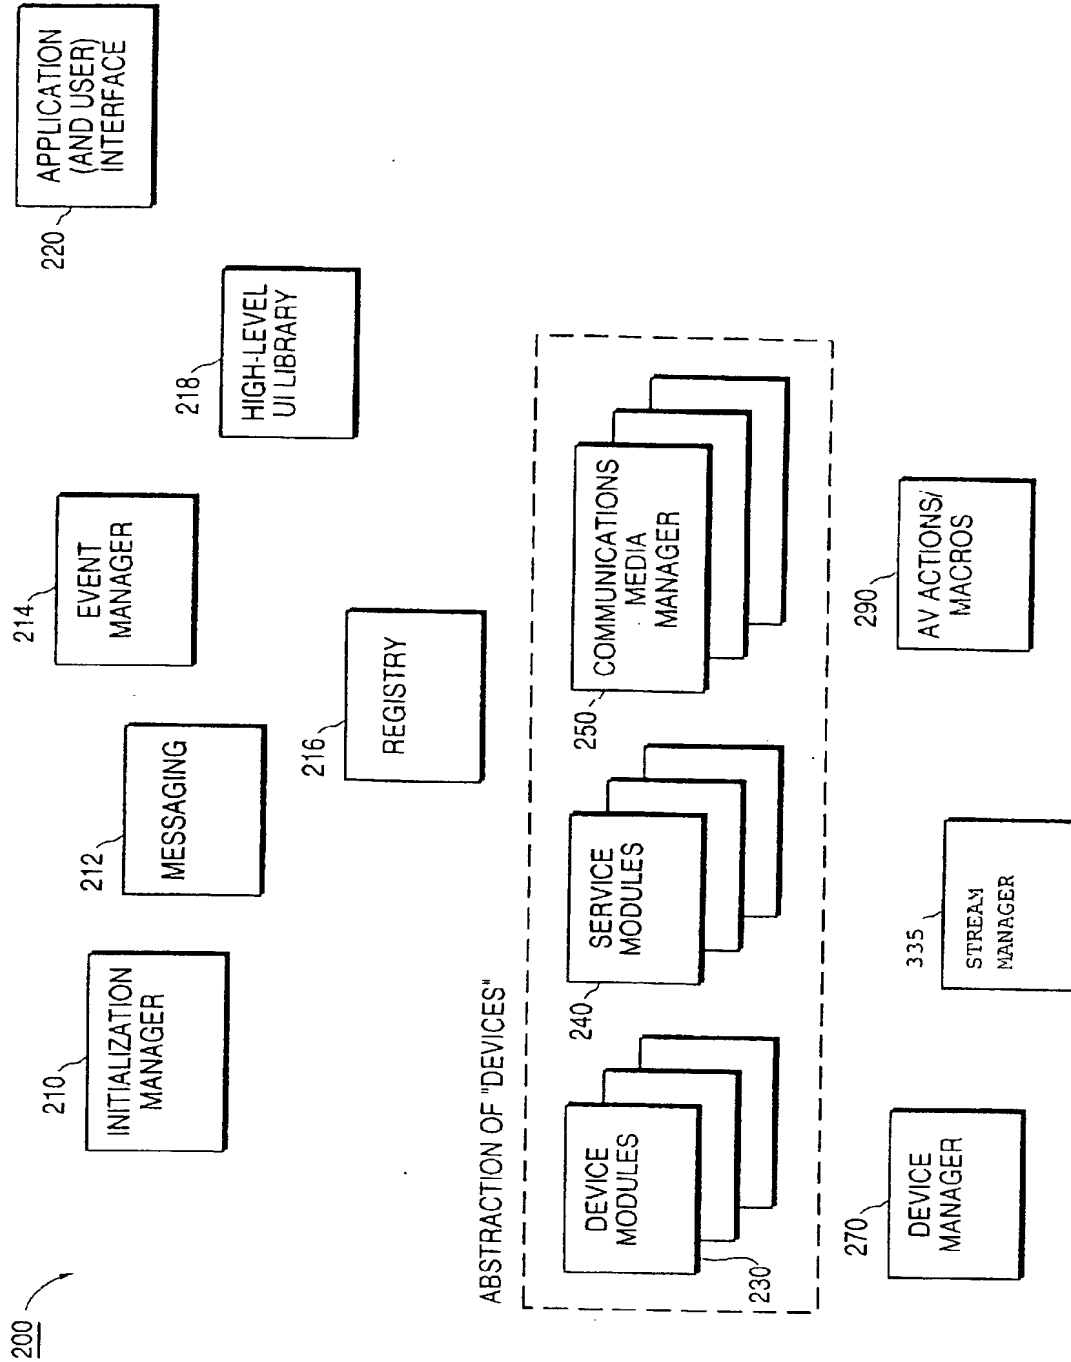 200
210
INITIALIZATION
MANAGER
212
MESSAGING
214
EVENT
MANAGER
216
REGISTRY
218
HIGH-LEVEL
UI LIBRARY
220
APPLICATION
(AND USER)
INTERFACE
ABSTRACTION OF "DEVICES"
DEVICE
MODULES
230
SERVICE
MODULES
240
COMMUNICATIONS
MEDIA
MANAGER
250
270
DEVICE
MANAGER
335
STREAM
MANAGER
290
AV ACTIONS/
MACROS